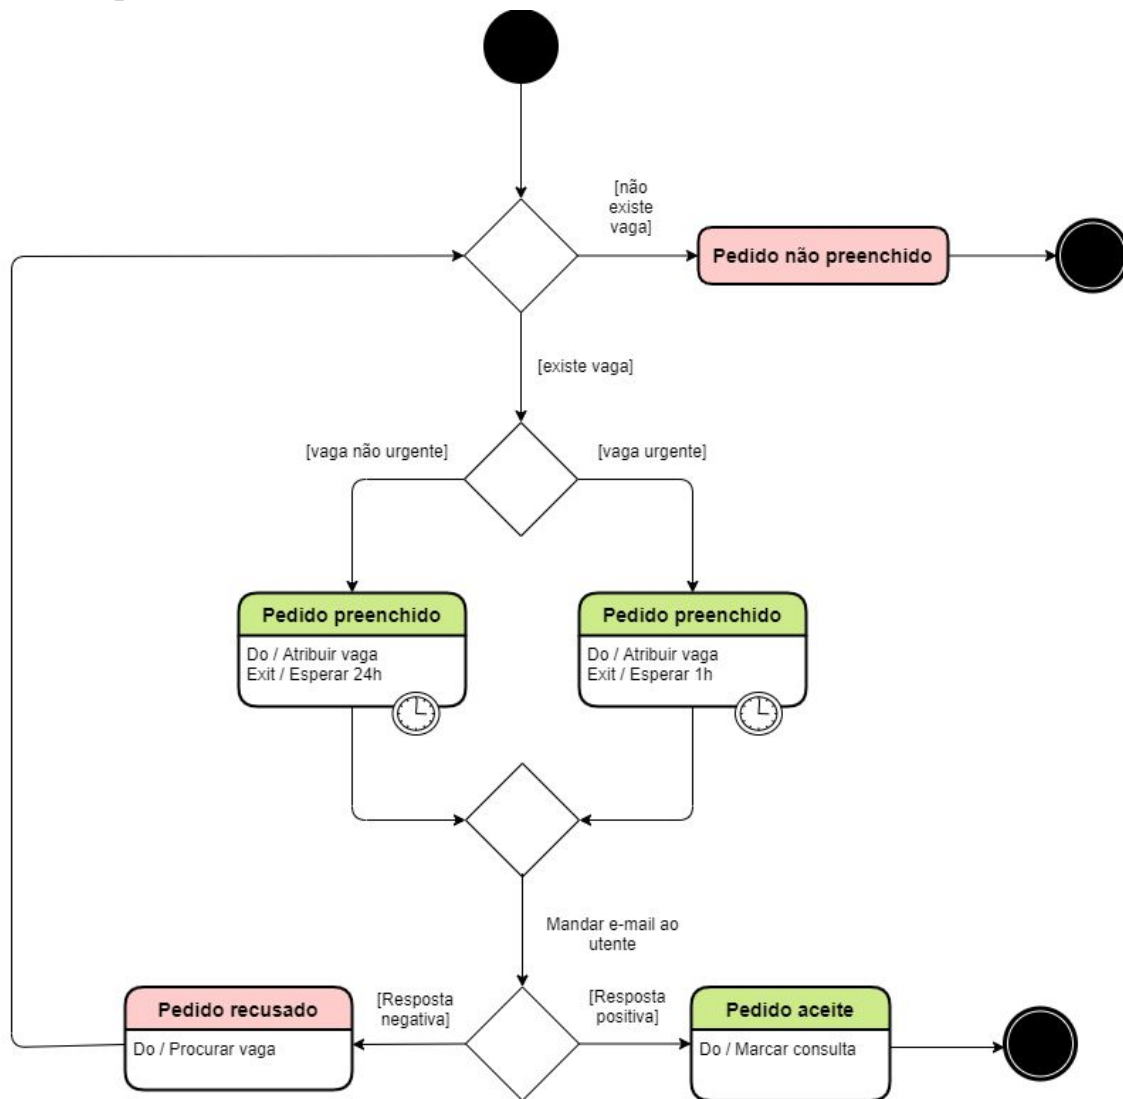 [não
existe
vaga]
Pedido não preenchido
[existe vaga]
[vaga não urgente]
[vaga urgente]
Pedido preenchido
Do / Atribuir vaga
Exit / Esperar 24h
Pedido preenchido
Do / Atribuir vaga
Exit / Esperar 1h
Mandar e-mail ao
utente
Pedido recusado
Do / Procurar vaga
[Resposta
negativa]
[Resposta
positiva]
Pedido aceite
Do / Marcar consulta